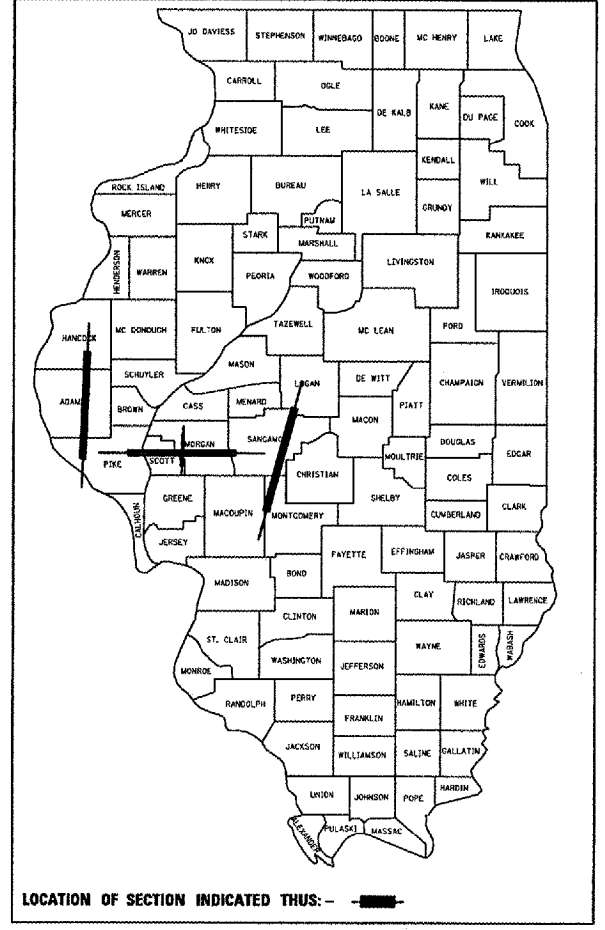 JO DAVIESS STEPHENSON WINNEBAGO BOONE MC HENRY LAKE
CARROLL OGLE DE KALB KANE DU PAGE COOK
WHITESIDE LEE KENDALL WILL
ROCK ISLAND HENRY BUREAU LA SALLE GRUNDY
MERCER PUTNAM KANKAKEE
HENDERSON WARREN KNOX STARK MARSHALL LIVINGSTON
PEORIA WOODFORD IROQUOIS
HANCOCK MC DONOUGH FULTON TAZEWELL MC LEAN FORD
SCHUYLER MASON LOGAN DE WITT CHAMPAIGN VERMILION
ADAMS BROWN CASS MENARD MACON PIATT
PIKE SCOTT MORGAN SANGAMO MOULTRIE DOUGLAS EDGAR
CHRISTIAN COLES
CALHOUN GREENE MACOUPIN MONTGOMERY SHELBY CUMBERLAND CLARK
JERSEY FAYETTE EFFINGHAM JASPER CRAWFORD
MADISON BOND CLAY RICHLAND LAWRENCE
CLINTON MARION
ST. CLAIR WASHINGTON JEFFERSON WAYNE EDWARDS WABASH
MONROE
RANDOLPH PERRY FRANKLIN HAMILTON WHITE
JACKSON WILLIAMSON SALINE GALLATIN
UNION JOHNSON POPE HARDIN
ALEXANDER PULASKI MASSAC
LOCATION OF SECTION INDICATED THUS:-